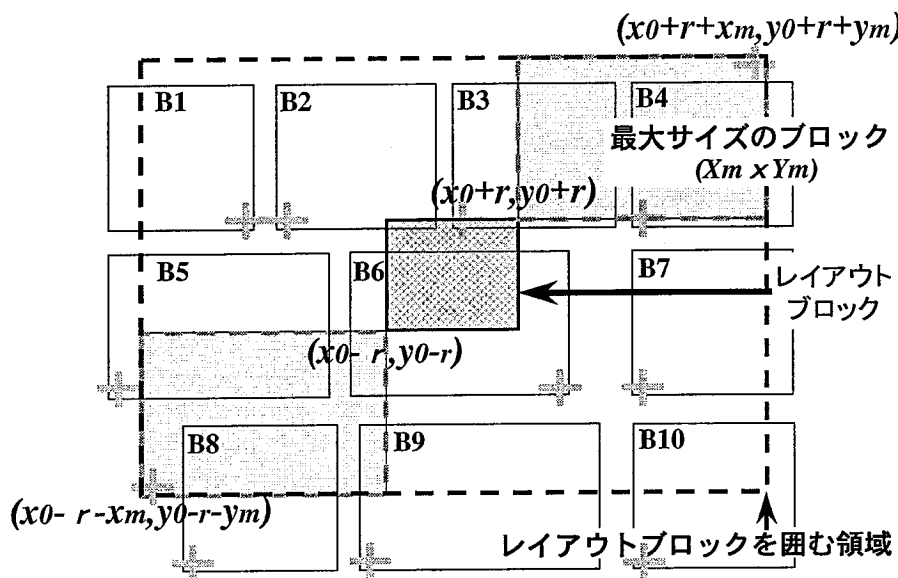 (x0+r+xm,y0+r+ym)
B1
B2
B3
B4
最大サイズのブロック
(Xm×Ym)
(x0+r,y0+r)
B5
B6
B7
レイアウト
ブロック
(x0- r,y0-r)
B8
B9
B10
(x0- r-xm,y0-r-ym)
レイアウトブロックを囲む領域